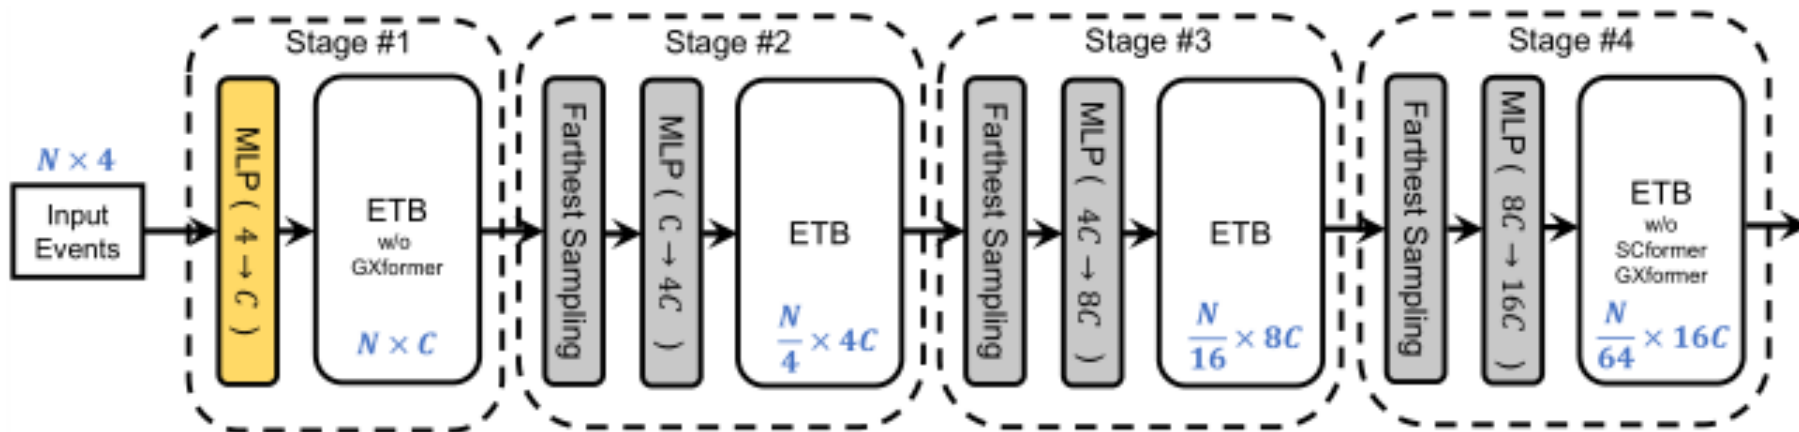 N × 4
Input
Events
Stage #1
MLP ( 4 → C )
ETB
w/o
GXformer
N × C
Stage #2
Farthest Sampling
MLP ( C → 4C )
ETB
N/4 × 4C
Stage #3
Farthest Sampling
MLP ( 4C → 8C )
ETB
N/16 × 8C
Stage #4
Farthest Sampling
MLP ( 8C → 16C )
ETB
w/o
SCformer
GXformer
N/64 × 16C